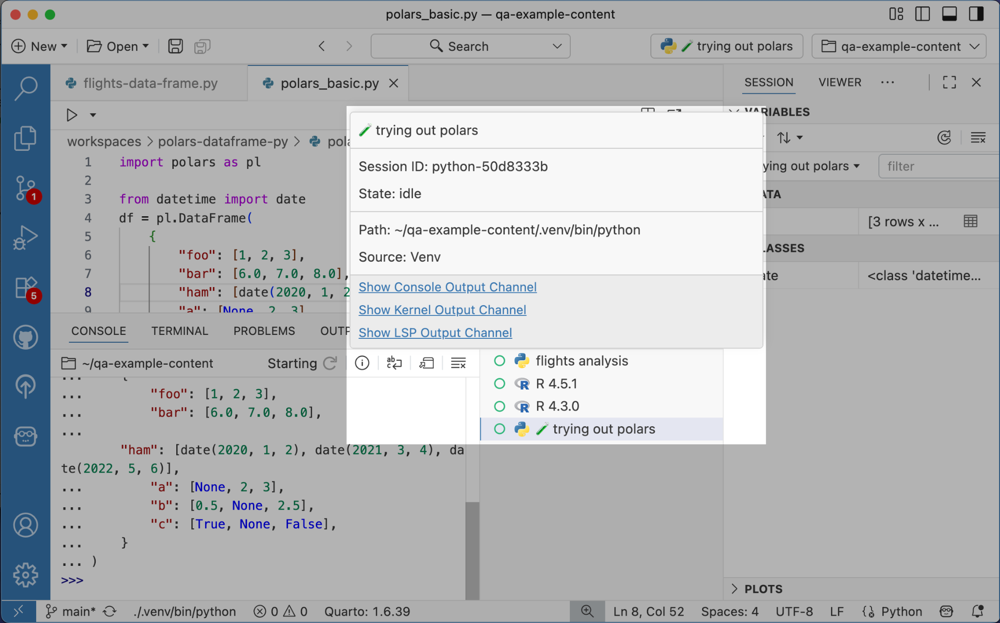 polars_basic.py — qa-example-content
New
Open
Search
trying out polars
qa-example-content
flights-data-frame.py
polars_basic.py
SESSION
VIEWER
VARIABLES
workspaces > polars-dataframe-py >
1 import polars as pl
2
3 from datetime import date
4 df = pl.DataFrame(
5 {
6 "foo": [1, 2, 3],
7 "bar": [6.0, 7.0, 8.0],
8 "ham": [date(2020, 1, 2
9 "a": [None, 2, 3]
trying out polars
Session ID: python-50d8333b
State: idle
Path: ~/qa-example-content/.venv/bin/python
Source: Venv
Show Console Output Channel
Show Kernel Output Channel
Show LSP Output Channel
ying out polars
filter
ATA
[3 rows x ...
LASSES
te
<class 'datetime...
1
5
CONSOLE
TERMINAL
PROBLEMS
OUTP
~/qa-example-content
Starting
flights analysis
R 4.5.1
R 4.3.0
trying out polars
... {
... "foo": [1, 2, 3],
... "bar": [6.0, 7.0, 8.0],
...
"ham": [date(2020, 1, 2), date(2021, 3, 4), da
te(2022, 5, 6)],
... "a": [None, 2, 3],
... "b": [0.5, None, 2.5],
... "c": [True, None, False],
... }
... )
>>>
PLOTS
main*
./.venv/bin/python
0
0
Quarto: 1.6.39
Ln 8, Col 52
Spaces: 4
UTF-8
LF
Python